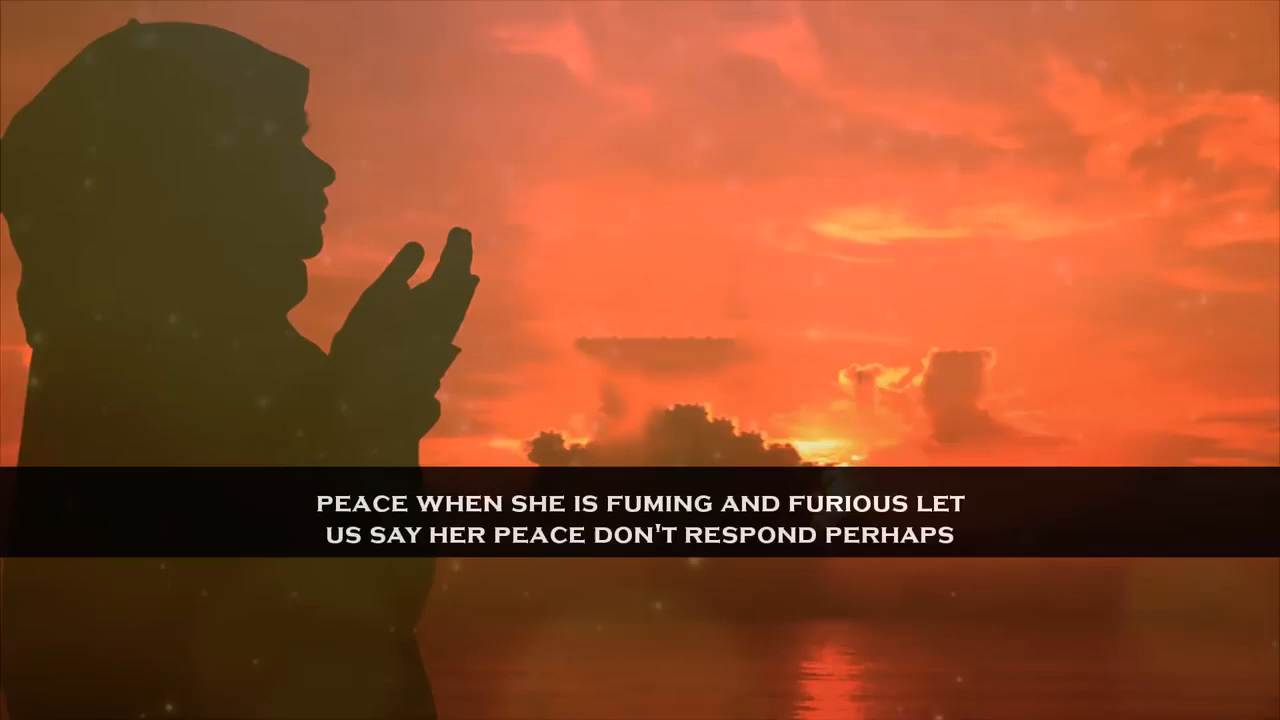 PEACE WHEN SHE IS FUMING AND FURIOUS LET
US SAY HER PEACE DON'T RESPOND PERHAPS